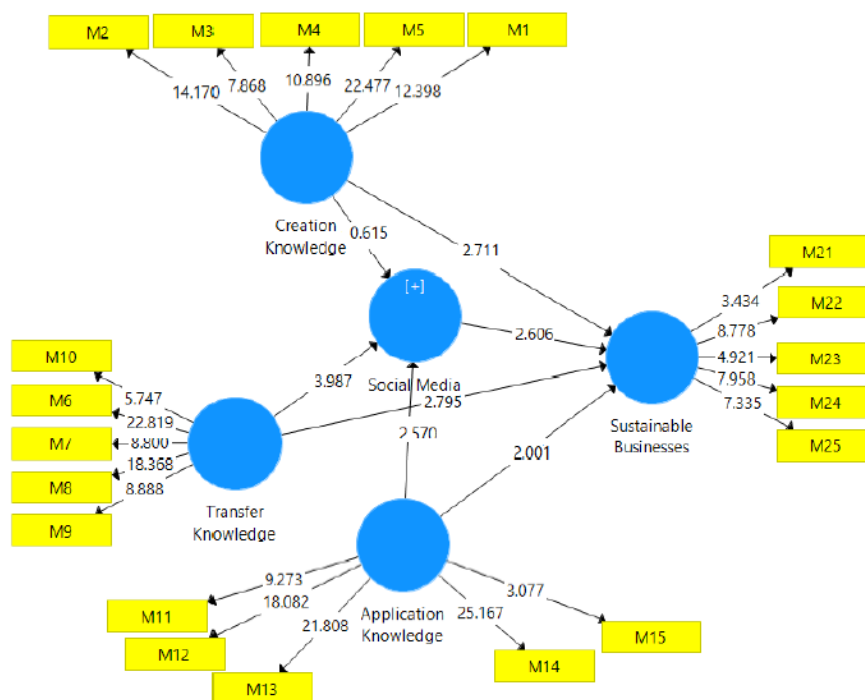 M2
M3
M4
M5
M1
14.170
7.868
10.896
22.477
12.398
Creation
Knowledge
0.615
2.711
[+]
Social Media
2.606
3.987
2.795
2.570
2.001
M21
M22
M23
M24
M25
3.434
8.778
4.921
7.958
7.335
Sustainable
Businesses
M10
M6
M7
M8
M9
5.747
22.819
8.800
18.368
8.888
Transfer
Knowledge
Application
Knowledge
9.273
18.082
21.808
25.167
3.077
M11
M12
M13
M14
M15